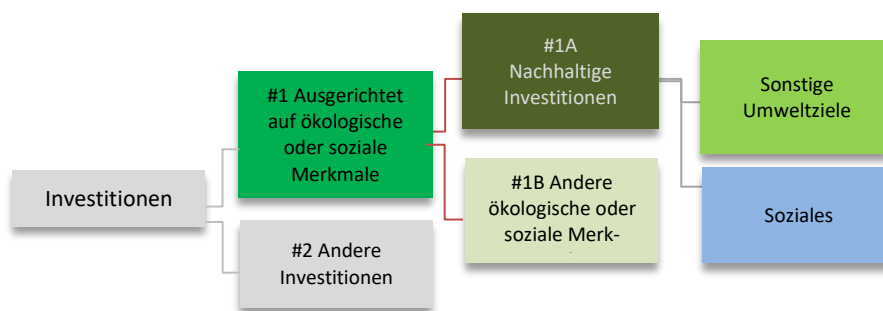 Investitionen
#1 Ausgerichtet
auf ökologische
oder soziale
Merkmale
#2 Andere
Investitionen
#1A
Nachhaltige
Investitionen
#1B Andere
ökologische oder
soziale Merk-
Sonstige
Umweltziele
Soziales